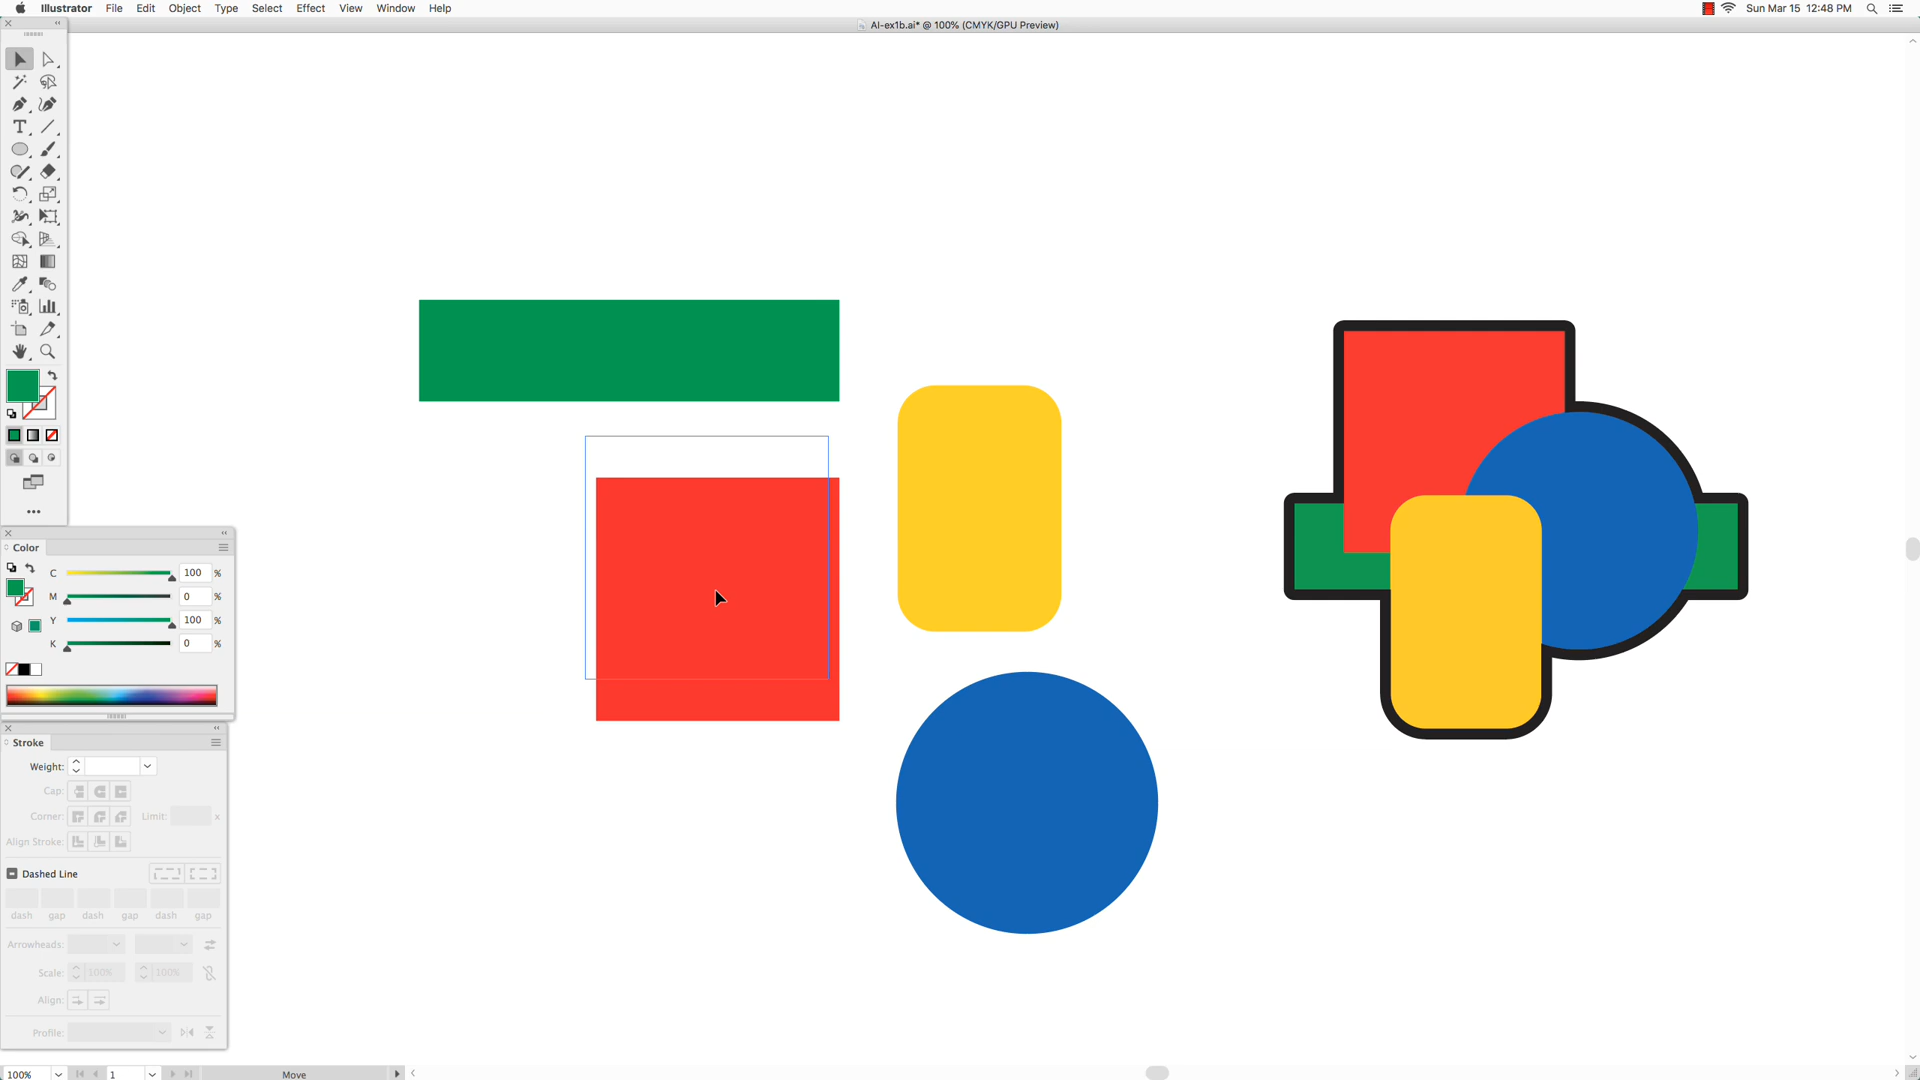 Illustrator File Edit Object Type Select Effect View Window Help
Sun Mar 15 12:48 PM
AI-ex1b.ai* @ 100% (CMYK/GPU Preview)
Color
C 100 %
M 0 %
Y 100 %
K 0 %
Stroke
Weight:
Cap:
Corner: Limit: x
Align Stroke:
Dashed Line
dash gap dash gap dash gap
Arrowheads:
Scale: 100% 100%
Align:
Profile:
100% 1 Move